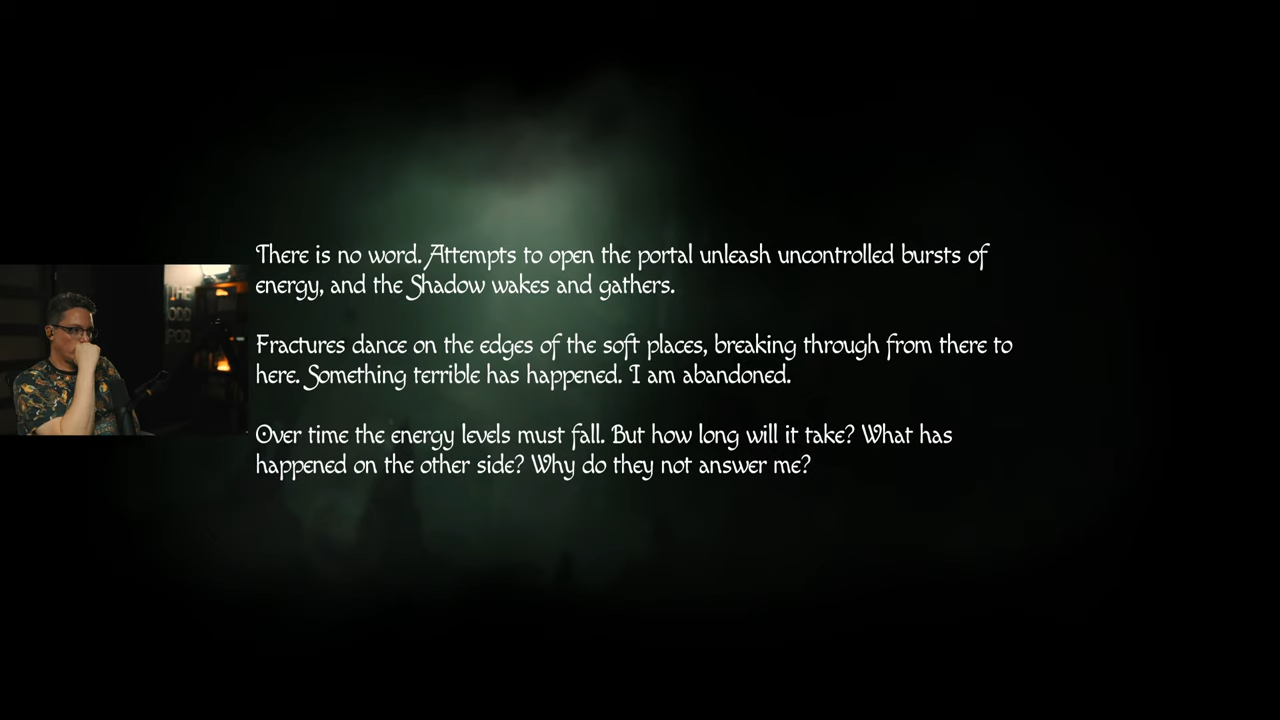 There is no word. Attempts to open the portal unleash uncontrolled bursts of
energy, and the Shadow wakes and gathers.
Fractures dance on the edges of the soft places, breaking through from there to
here. Something terrible has happened. I am abandoned.
Over time the energy levels must fall. But how long will it take? What has
happened on the other side? Why do they not answer me?
THE
ODD
POD